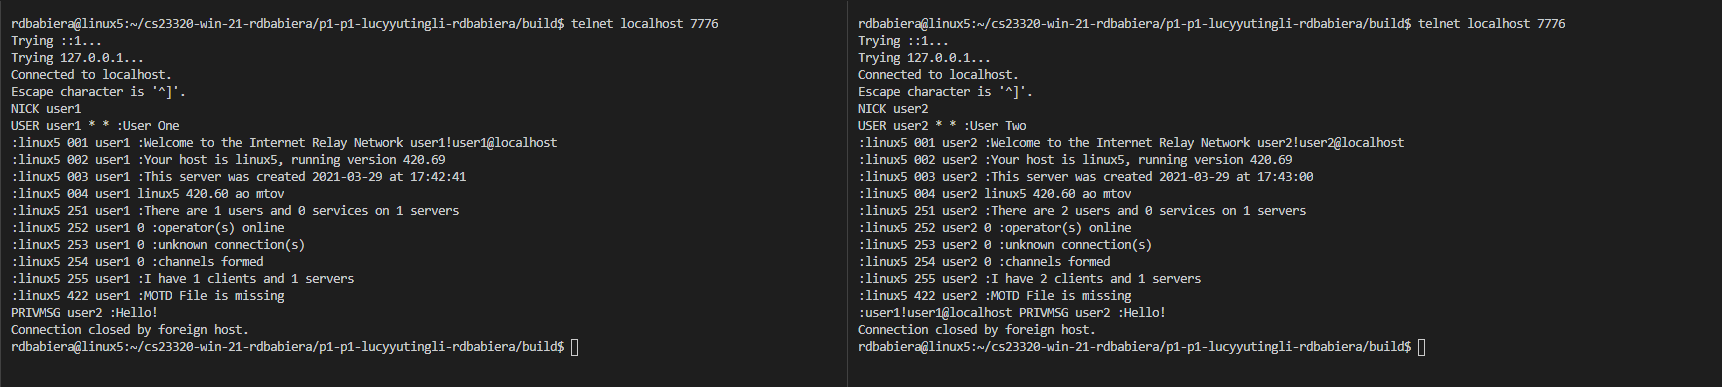 rdbabiera@linux5:~/cs23320-win-21-rdbabiera/p1-p1-lucyyutingli-rdbabiera/build$ telnet localhost 7776
Trying ::1...
Trying 127.0.0.1...
Connected to localhost.
Escape character is '^]'.
NICK user1
USER user1 * * :User One
:linux5 001 user1 :Welcome to the Internet Relay Network user1!user1@localhost
:linux5 002 user1 :Your host is linux5, running version 420.69
:linux5 003 user1 :This server was created 2021-03-29 at 17:42:41
:linux5 004 user1 linux5 420.60 ao mtov
:linux5 251 user1 :There are 1 users and 0 services on 1 servers
:linux5 252 user1 0 :operator(s) online
:linux5 253 user1 0 :unknown connection(s)
:linux5 254 user1 0 :channels formed
:linux5 255 user1 :I have 1 clients and 1 servers
:linux5 422 user1 :MOTD File is missing
PRIVMSG user2 :Hello!
Connection closed by foreign host.
rdbabiera@linux5:~/cs23320-win-21-rdbabiera/p1-p1-lucyyutingli-rdbabiera/build$
rdbabiera@linux5:~/cs23320-win-21-rdbabiera/p1-p1-lucyyutingli-rdbabiera/build$ telnet localhost 7776
Trying ::1...
Trying 127.0.0.1...
Connected to localhost.
Escape character is '^]'.
NICK user2
USER user2 * * :User Two
:linux5 001 user2 :Welcome to the Internet Relay Network user2!user2@localhost
:linux5 002 user2 :Your host is linux5, running version 420.69
:linux5 003 user2 :This server was created 2021-03-29 at 17:43:00
:linux5 004 user2 linux5 420.60 ao mtov
:linux5 251 user2 :There are 2 users and 0 services on 1 servers
:linux5 252 user2 0 :operator(s) online
:linux5 253 user2 0 :unknown connection(s)
:linux5 254 user2 0 :channels formed
:linux5 255 user2 :I have 2 clients and 1 servers
:linux5 422 user2 :MOTD File is missing
:user1!user1@localhost PRIVMSG user2 :Hello!
Connection closed by foreign host.
rdbabiera@linux5:~/cs23320-win-21-rdbabiera/p1-p1-lucyyutingli-rdbabiera/build$